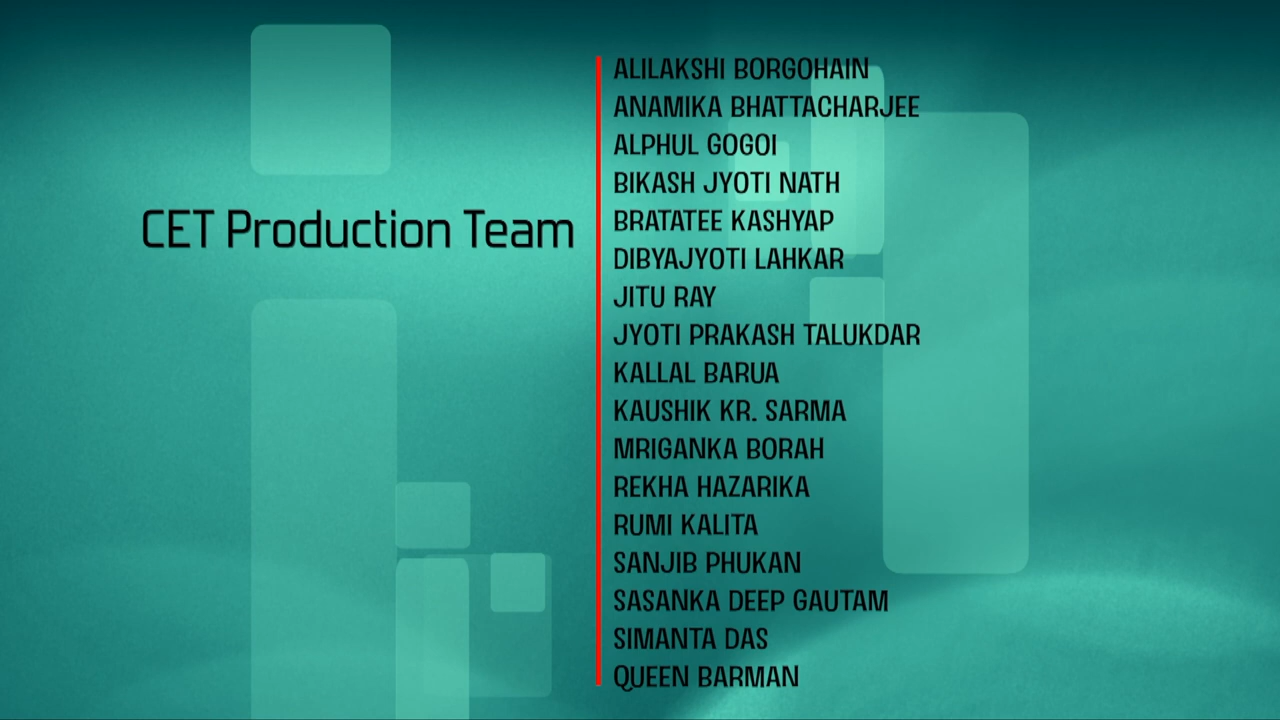 CET Production Team
ALILAKSHI BORGOHAIN
ANAMIKA BHATTACHARJEE
ALPHUL GOGOI
BIKASH JYOTI NATH
BRATATEE KASHYAP
DIBYAJYOTI LAHKAR
JITU RAY
JYOTI PRAKASH TALUKDAR
KALLAL BARUA
KAUSHIK KR. SARMA
MRIGANKA BORAH
REKHA HAZARIKA
RUMI KALITA
SANJIB PHUKAN
SASANKA DEEP GAUTAM
SIMANTA DAS
QUEEN BARMAN